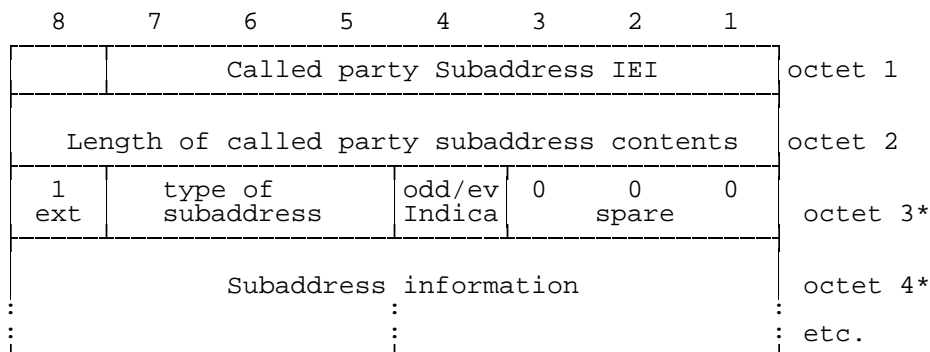 8 7 6 5 4 3 2 1
Called party Subaddress IEI octet 1
Length of called party subaddress contents octet 2
1 type of odd/ev 0 0 0
ext subaddress Indica spare octet 3*
Subaddress information octet 4*
: : :
: : : etc.